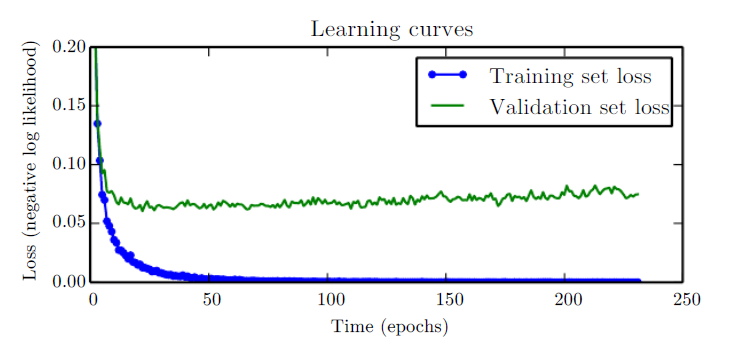 Learning curves
0.20
0.15
0.10
0.05
0.00
Loss (negative log likelihood)
Training set loss
Validation set loss
0 50 100 150 200 250
Time (epochs)